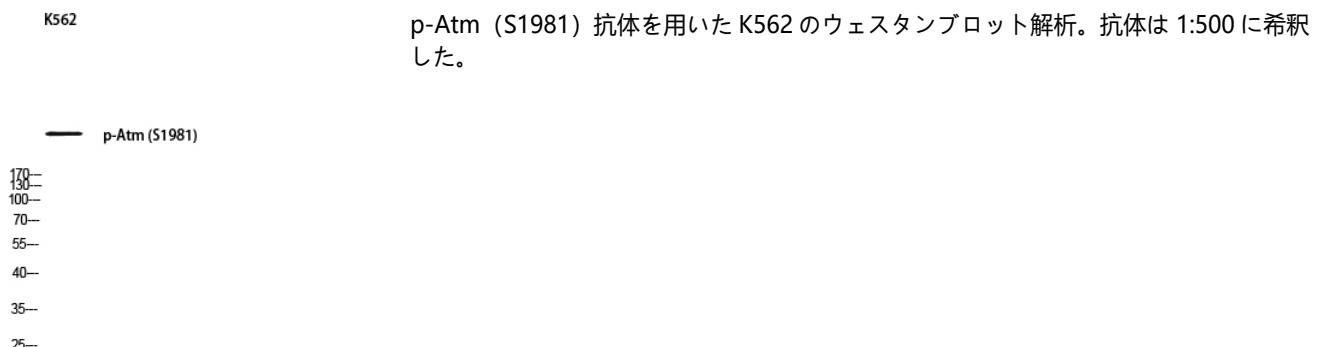 K562
p-Atm（S1981）抗体を用いた K562 のウェスタンブロット解析。抗体は 1:500 に希釈
した。
p-Atm (S1981)
170---
130---
100---
70---
55---
40---
35---
25---